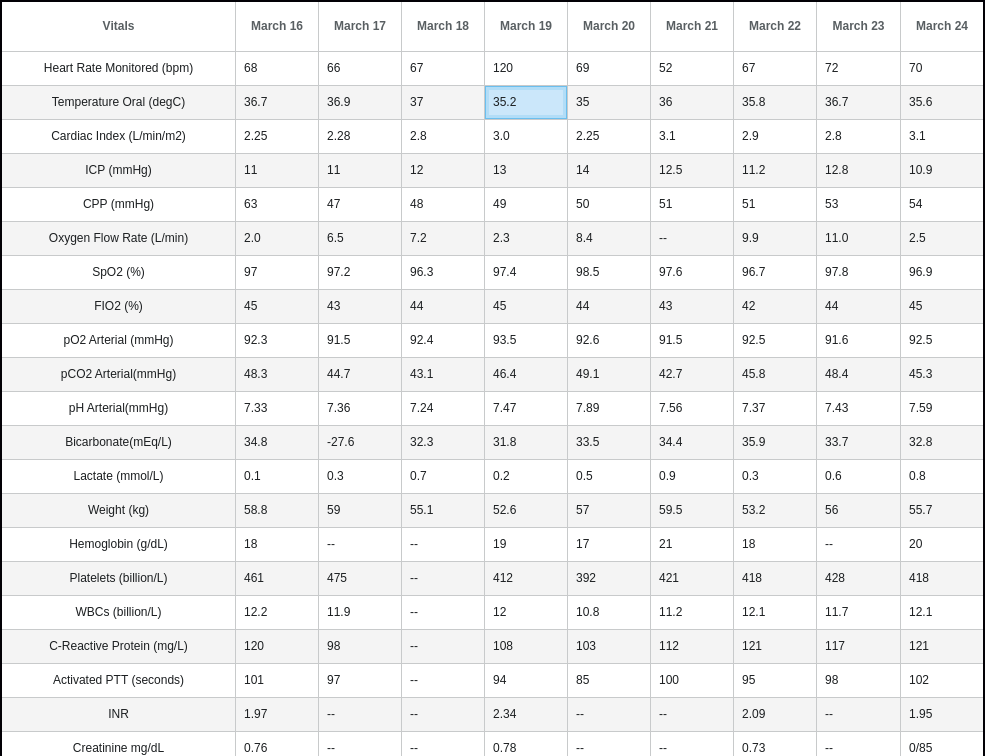 Vitals March 16 March 17 March 18 March 19 March 20 March 21 March 22 March 23 March 24
Heart Rate Monitored (bpm) 68 66 67 120 69 52 67 72 70
Temperature Oral (degC) 36.7 36.9 37 35.2 35 36 35.8 36.7 35.6
Cardiac Index (L/min/m2) 2.25 2.28 2.8 3.0 2.25 3.1 2.9 2.8 3.1
ICP (mmHg) 11 11 12 13 14 12.5 11.2 12.8 10.9
CPP (mmHg) 63 47 48 49 50 51 51 53 54
Oxygen Flow Rate (L/min) 2.0 6.5 7.2 2.3 8.4 -- 9.9 11.0 2.5
SpO2 (%) 97 97.2 96.3 97.4 98.5 97.6 96.7 97.8 96.9
FIO2 (%) 45 43 44 45 44 43 42 44 45
pO2 Arterial (mmHg) 92.3 91.5 92.4 93.5 92.6 91.5 92.5 91.6 92.5
pCO2 Arterial(mmHg) 48.3 44.7 43.1 46.4 49.1 42.7 45.8 48.4 45.3
pH Arterial(mmHg) 7.33 7.36 7.24 7.47 7.89 7.56 7.37 7.43 7.59
Bicarbonate(mEq/L) 34.8 -27.6 32.3 31.8 33.5 34.4 35.9 33.7 32.8
Lactate (mmol/L) 0.1 0.3 0.7 0.2 0.5 0.9 0.3 0.6 0.8
Weight (kg) 58.8 59 55.1 52.6 57 59.5 53.2 56 55.7
Hemoglobin (g/dL) 18 -- -- 19 17 21 18 -- 20
Platelets (billion/L) 461 475 -- 412 392 421 418 428 418
WBCs (billion/L) 12.2 11.9 -- 12 10.8 11.2 12.1 11.7 12.1
C-Reactive Protein (mg/L) 120 98 -- 108 103 112 121 117 121
Activated PTT (seconds) 101 97 -- 94 85 100 95 98 102
INR 1.97 -- -- 2.34 -- -- 2.09 -- 1.95
Creatinine mg/dL 0.76 -- -- 0.78 -- -- 0.73 -- 0/85